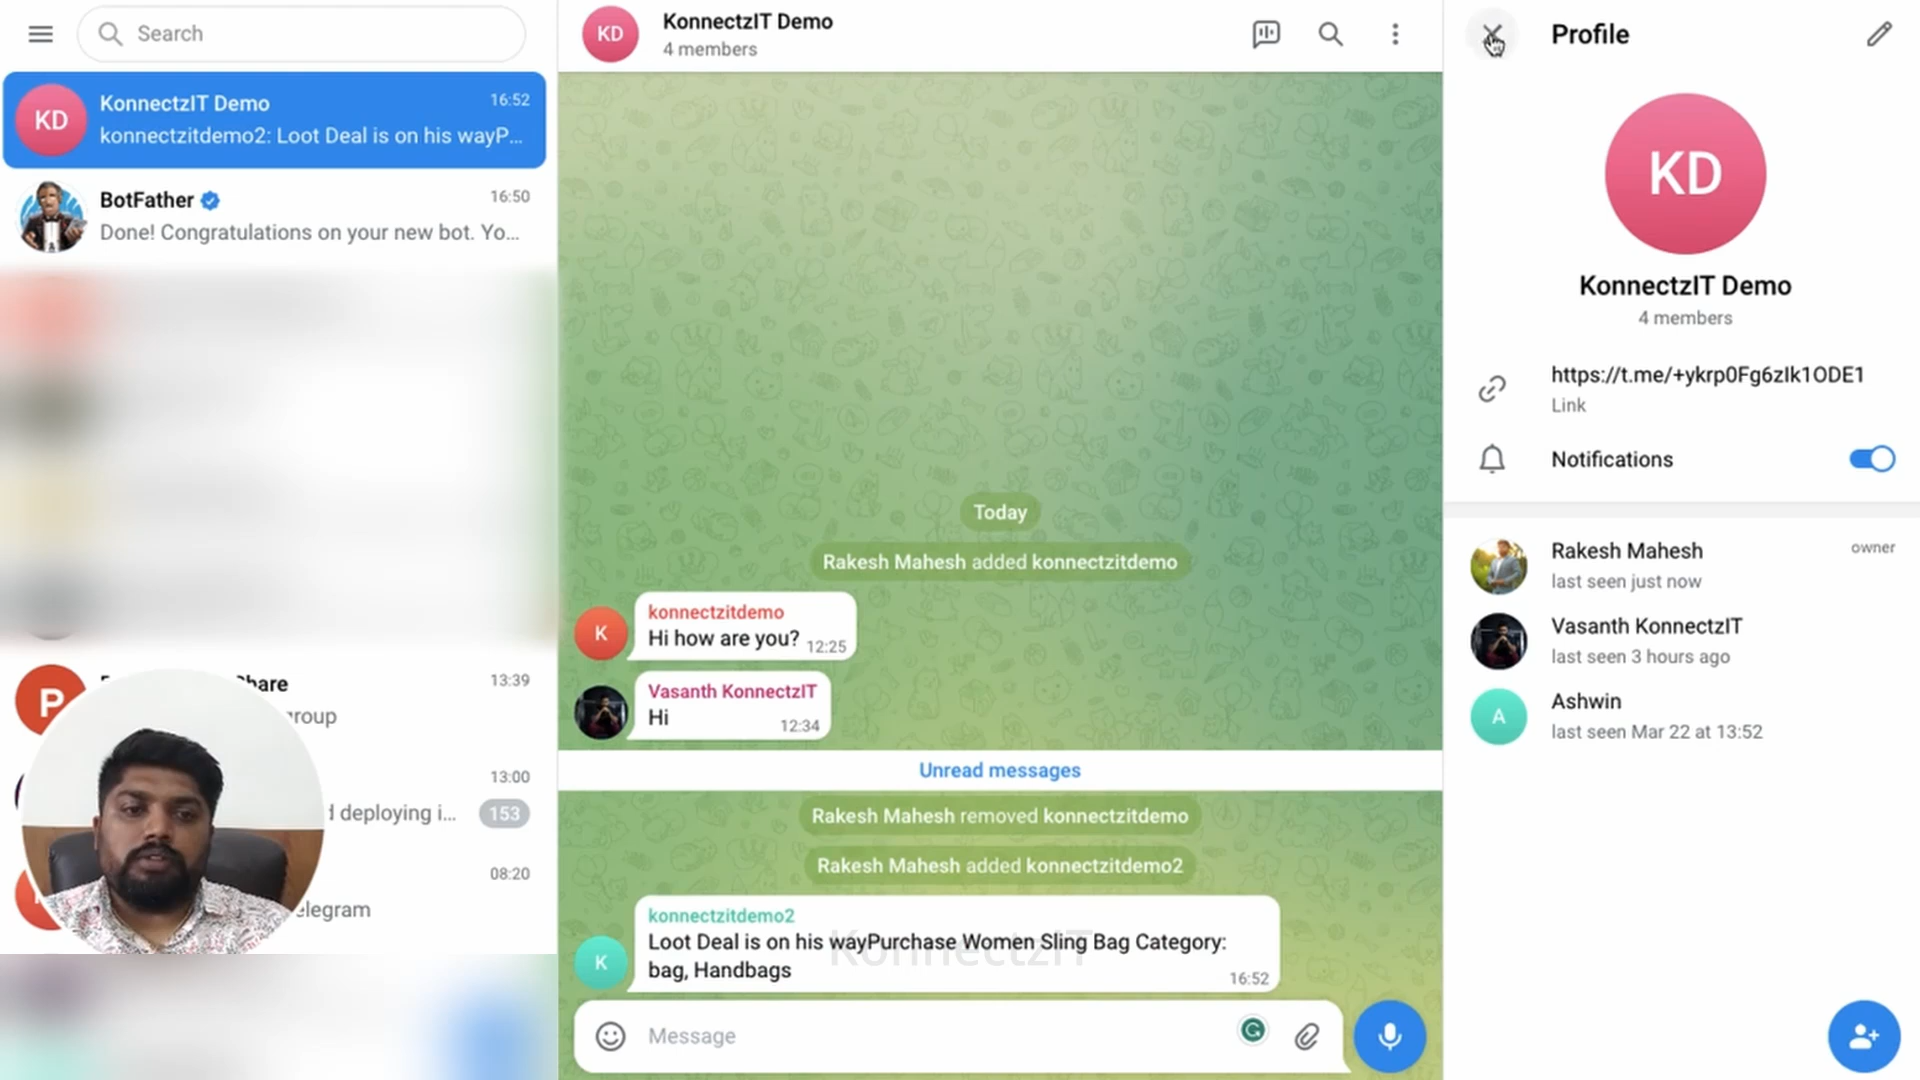 Search
KonnectzIT Demo
16:52
konnectzitdemo2: Loot Deal is on his wayP...
BotFather
16:50
Done! Congratulations on your new bot. Yo...
P
hare
13:39
group
13:00
d deploying i...
153
08:20
elegram
KD
KD
KonnectzIT Demo
4 members
Today
Rakesh Mahesh added konnectzitdemo
konnectzitdemo
Hi how are you?
12:25
K
Vasanth KonnectzIT
Hi
12:34
Unread messages
Rakesh Mahesh removed konnectzitdemo
Rakesh Mahesh added konnectzitdemo2
konnectzitdemo2
Loot Deal is on his wayPurchase Women Sling Bag Category:
bag, Handbags
16:52
K
KonnectzIT
Message
Profile
KD
KonnectzIT Demo
4 members
https://t.me/+ykrp0Fg6zIk1ODE1
Link
Notifications
Rakesh Mahesh
owner
last seen just now
Vasanth KonnectzIT
last seen 3 hours ago
A
Ashwin
last seen Mar 22 at 13:52